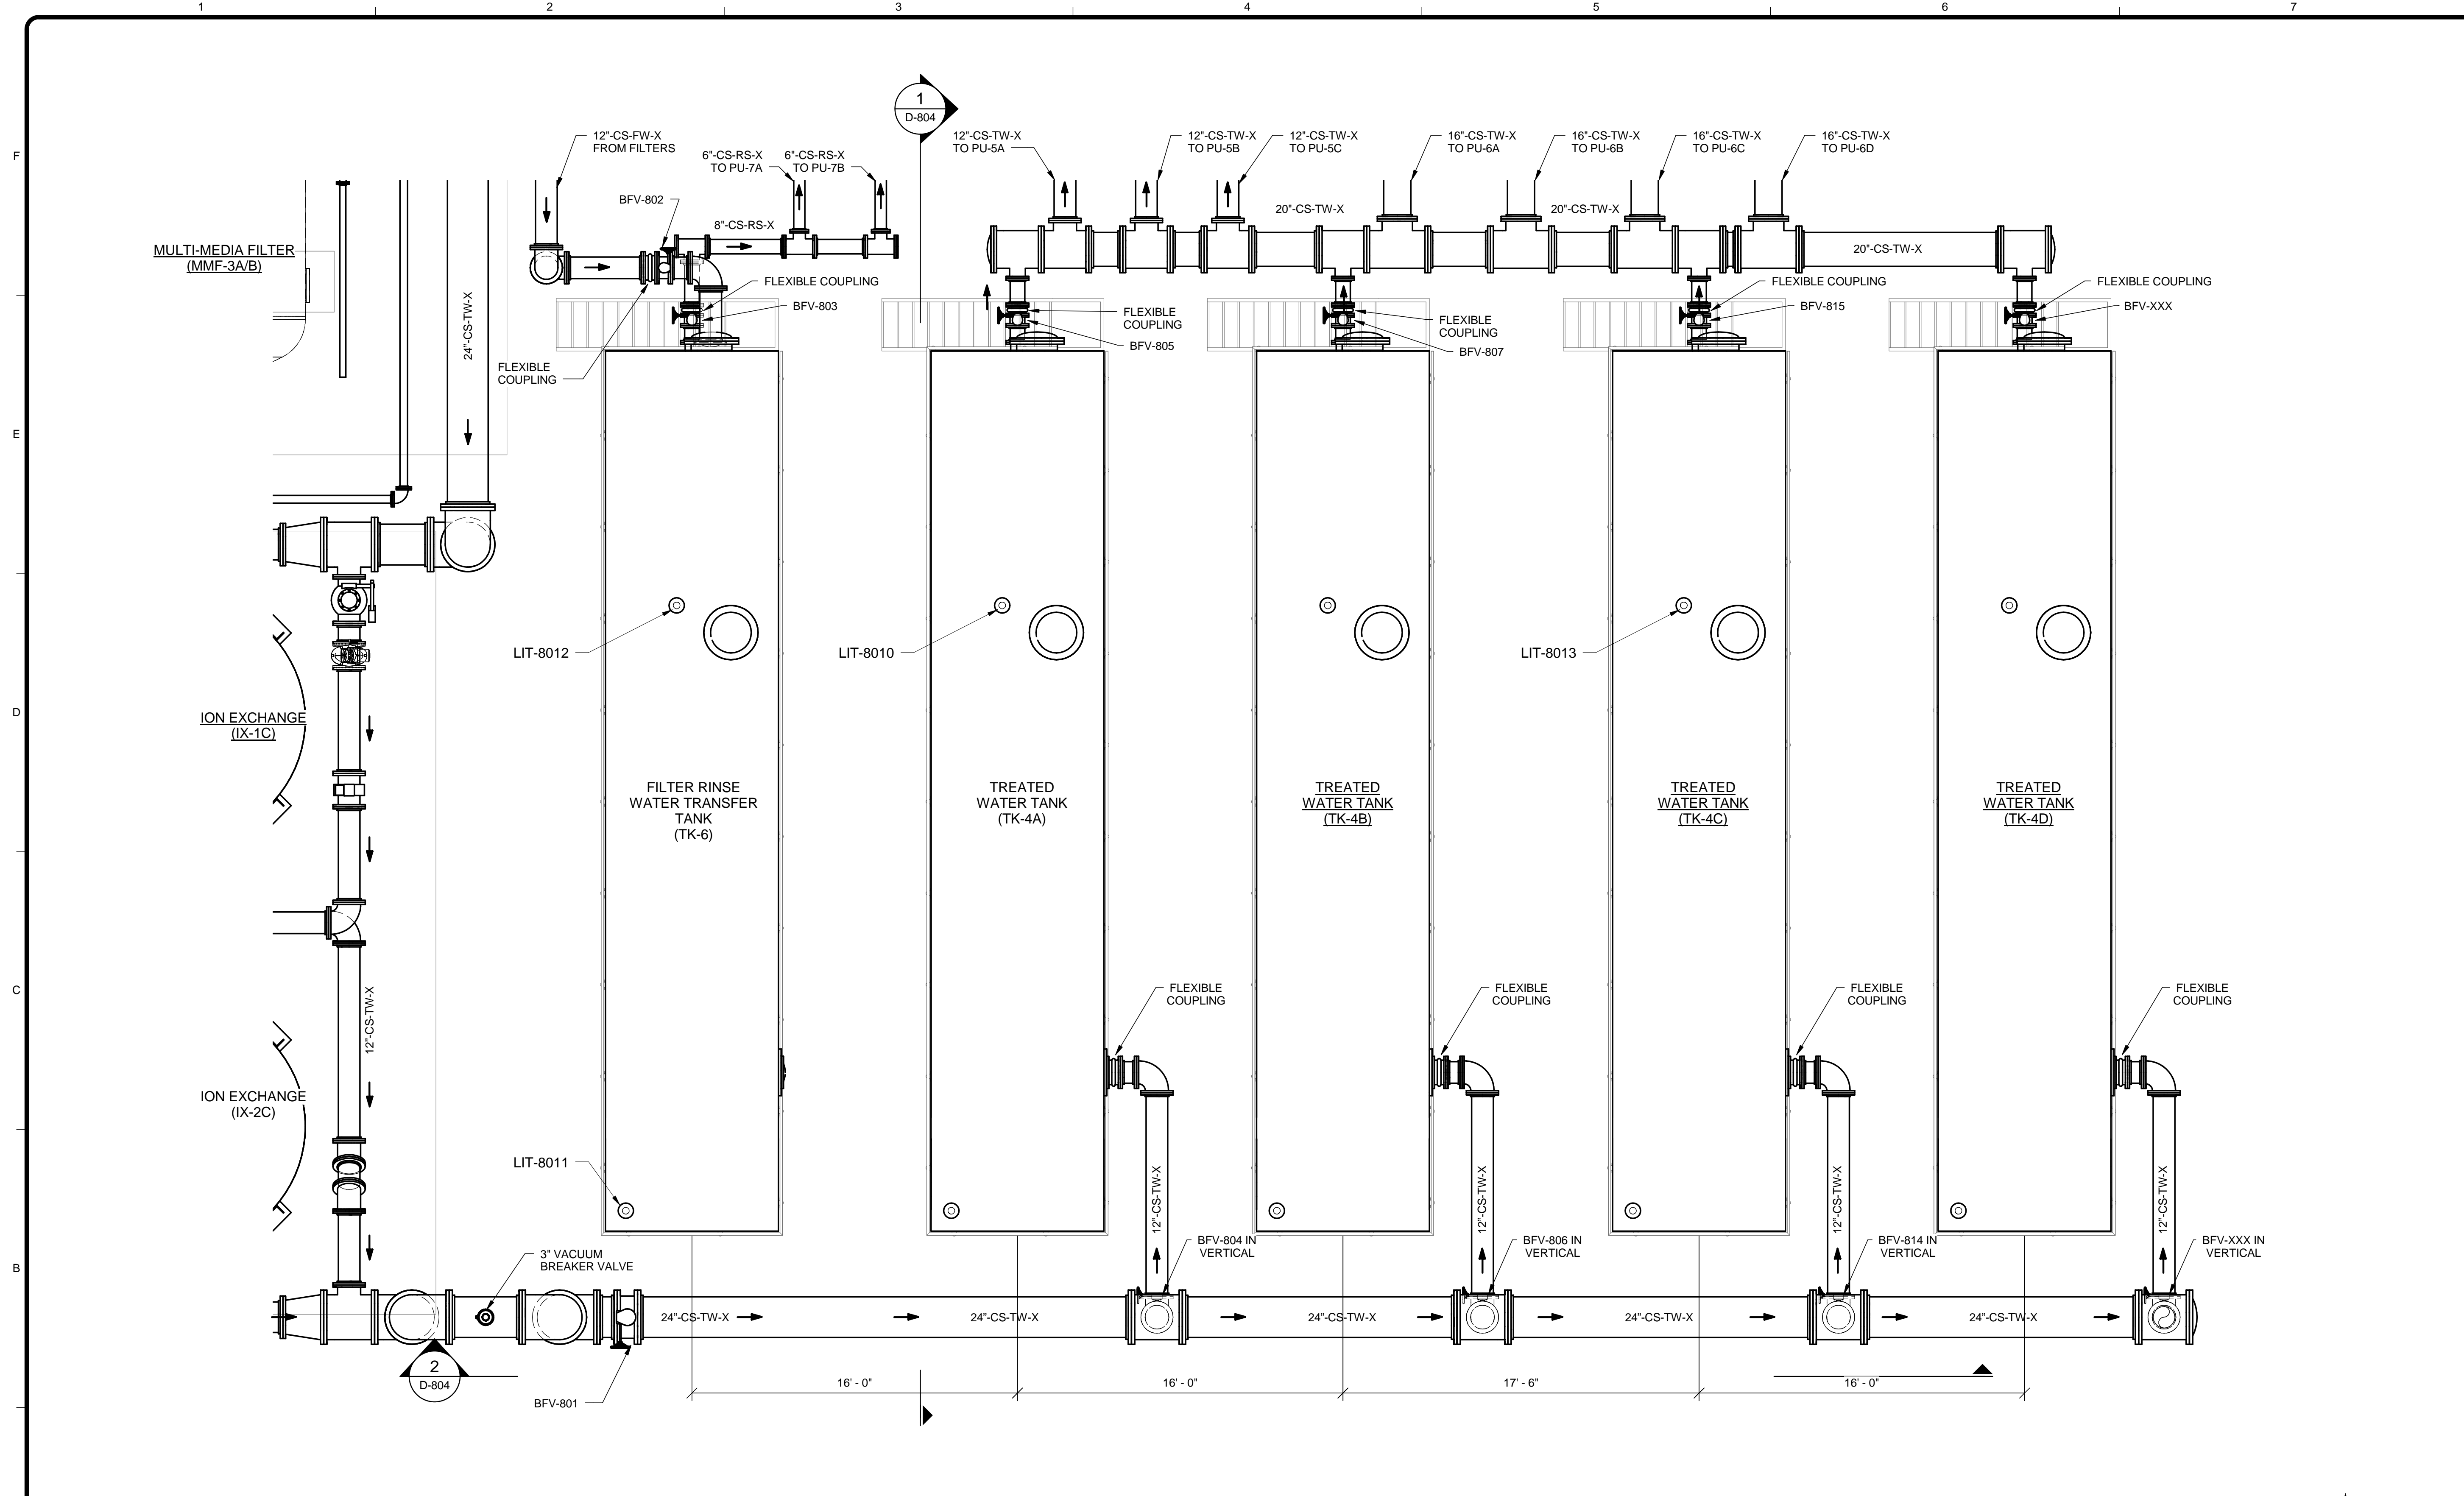 1 2 3 4 5 6 7
F
E
D
C
B
1
D-804
12"-CS-FW-X
FROM FILTERS
6"-CS-RS-X
TO PU-7A
6"-CS-RS-X
TO PU-7B
12"-CS-TW-X
TO PU-5A
12"-CS-TW-X
TO PU-5B
12"-CS-TW-X
TO PU-5C
16"-CS-TW-X
TO PU-6A
16"-CS-TW-X
TO PU-6B
16"-CS-TW-X
TO PU-6C
16"-CS-TW-X
TO PU-6D
BFV-802
8"-CS-RS-X
20"-CS-TW-X
20"-CS-TW-X
20"-CS-TW-X
MULTI-MEDIA FILTER
(MMF-3A/B)
24"-CS-TW-X
FLEXIBLE COUPLING
BFV-803
FLEXIBLE
COUPLING
FLEXIBLE
COUPLING
BFV-805
FLEXIBLE
COUPLING
BFV-807
FLEXIBLE COUPLING
BFV-815
FLEXIBLE COUPLING
BFV-XXX
LIT-8012
LIT-8010
LIT-8013
ION EXCHANGE
(IX-1C)
FILTER RINSE
WATER TRANSFER
TANK
(TK-6)
TREATED
WATER TANK
(TK-4A)
TREATED
WATER TANK
(TK-4B)
TREATED
WATER TANK
(TK-4C)
TREATED
WATER TANK
(TK-4D)
12"-CS-TW-X
FLEXIBLE
COUPLING
FLEXIBLE
COUPLING
FLEXIBLE
COUPLING
FLEXIBLE
COUPLING
ION EXCHANGE
(IX-2C)
LIT-8011
12"-CS-TW-X
12"-CS-TW-X
12"-CS-TW-X
12"-CS-TW-X
3" VACUUM
BREAKER VALVE
BFV-804 IN
VERTICAL
BFV-806 IN
VERTICAL
BFV-814 IN
VERTICAL
BFV-XXX IN
VERTICAL
24"-CS-TW-X
24"-CS-TW-X
24"-CS-TW-X
24"-CS-TW-X
24"-CS-TW-X
2
D-804
BFV-801
16' - 0"
16' - 0"
17' - 6"
16' - 0"